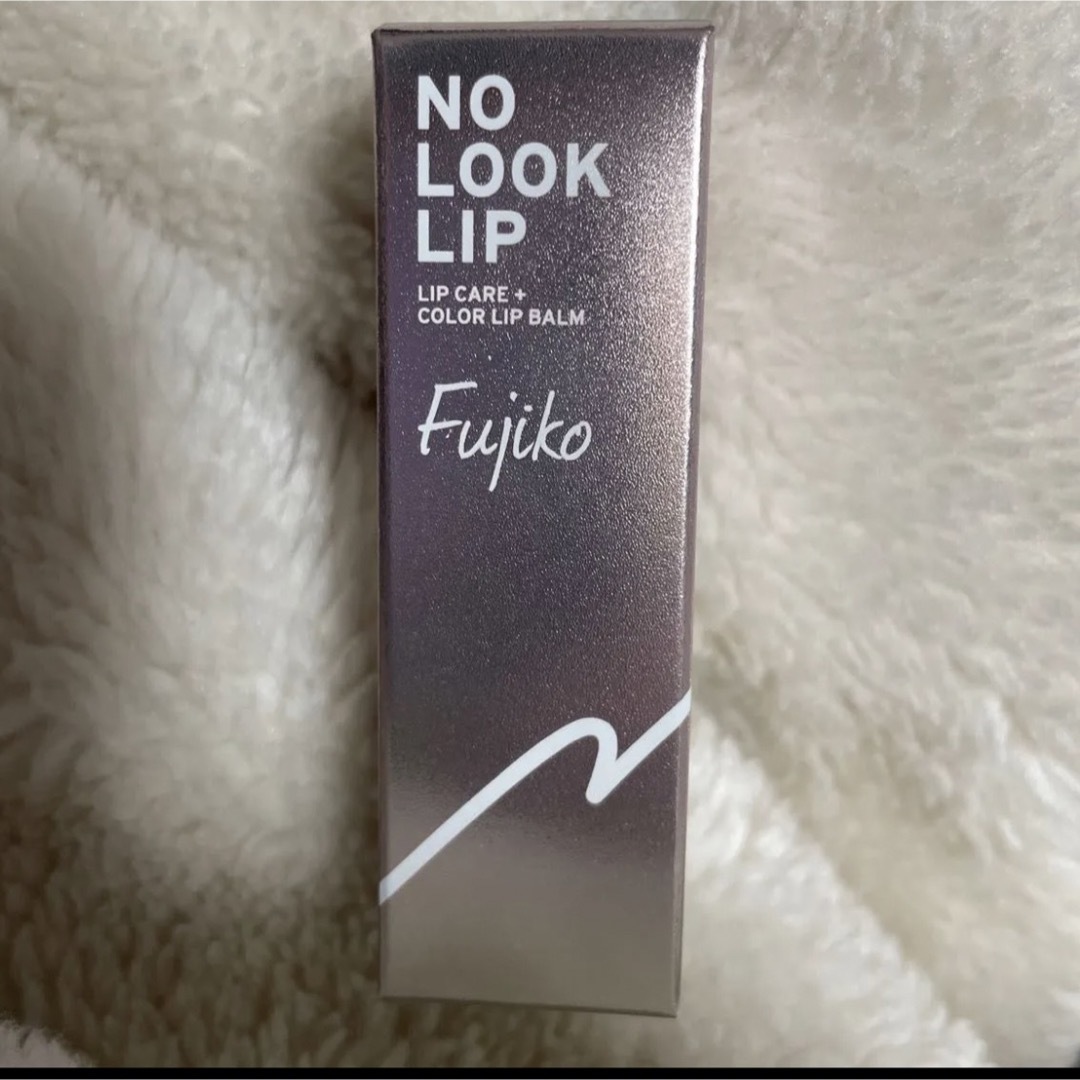 NO
LOOK
LIP
LIP CARE +
COLOR LIP BALM
Fujiko